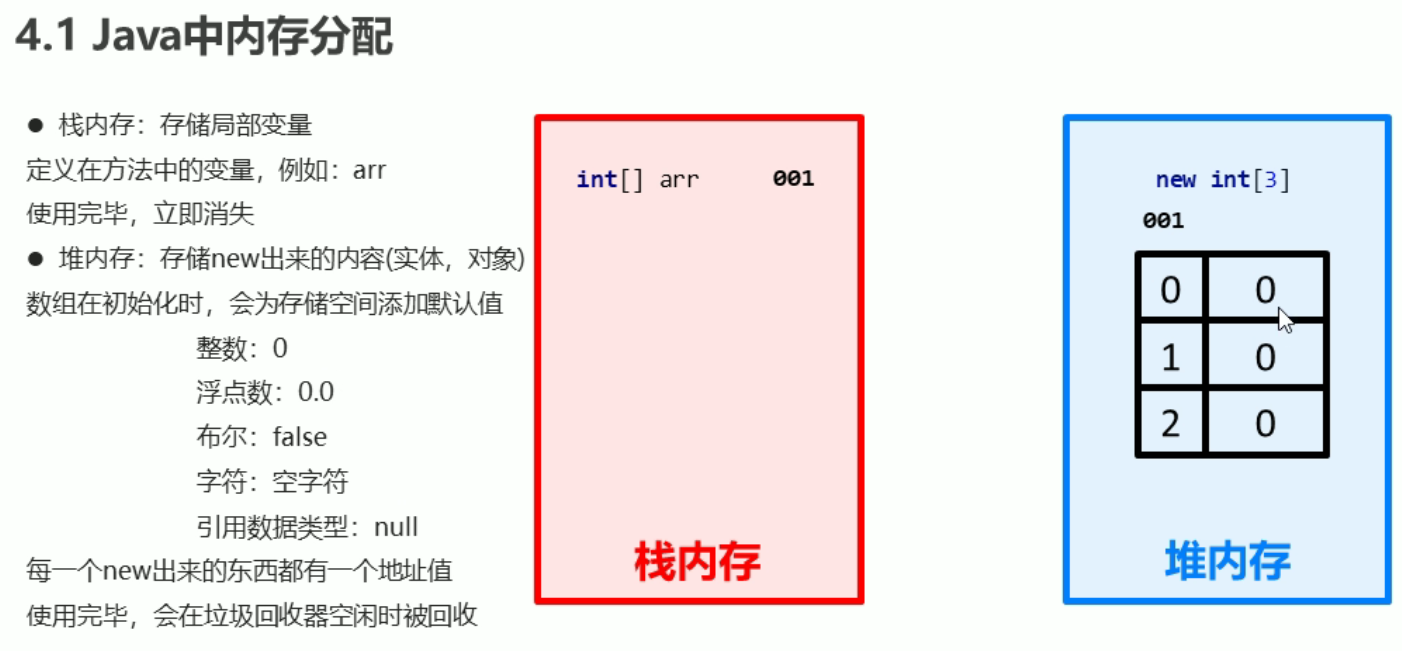 4.1 Java中内存分配
● 栈内存：存储局部变量
定义在方法中的变量，例如：arr
使用完毕，立即消失
● 堆内存：存储new出来的内容(实体，对象)
数组在初始化时，会为存储空间添加默认值
整数：0
浮点数：0.0
布尔：false
字符：空字符
引用数据类型：null
每一个new出来的东西都有一个地址值
使用完毕，会在垃圾回收器空闲时被回收
int[] arr 001
栈内存
new int[3]
001
0 0
1 0
2 0
堆内存